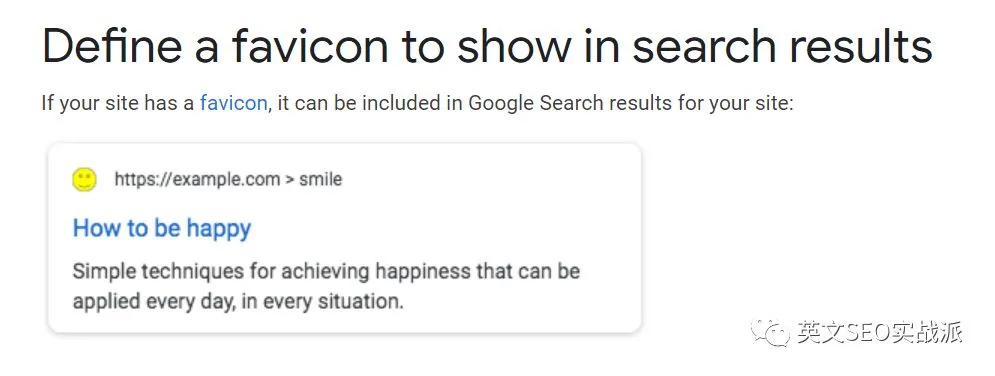 Define a favicon to show in search results
If your site has a favicon, it can be included in Google Search results for your site:
https://example.com > smile
How to be happy
Simple techniques for achieving happiness that can be
applied every day, in every situation.
英文SEO实战派